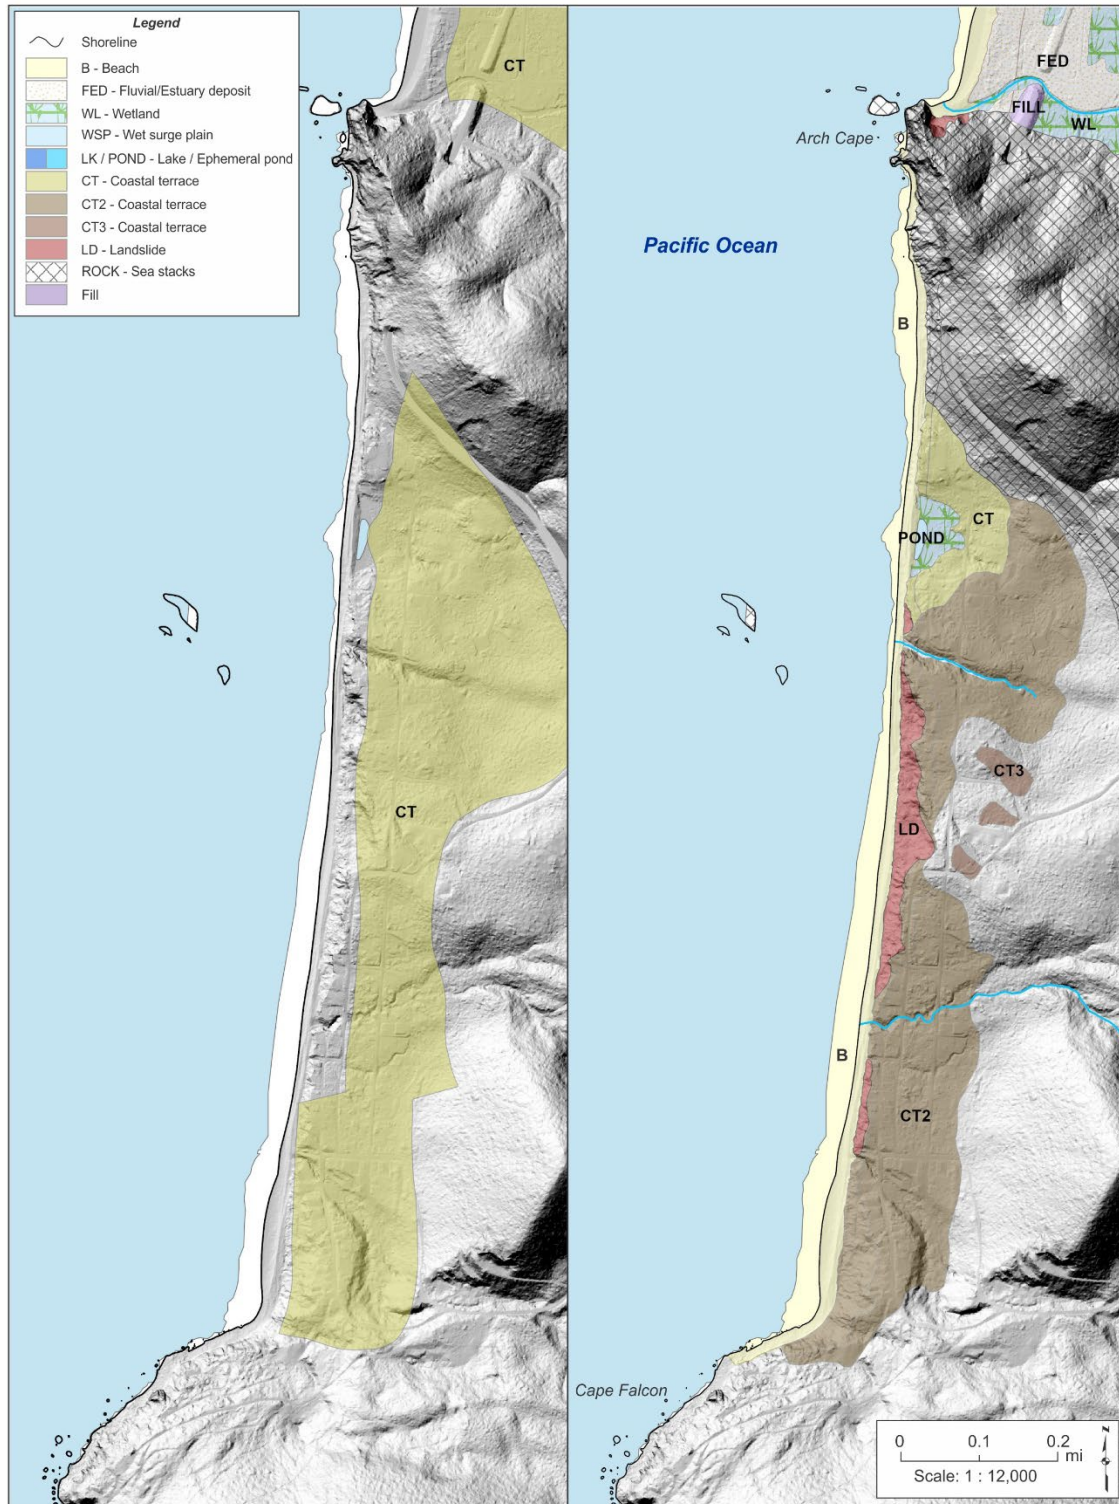 Legend
Shoreline
B - Beach
FED - Fluvial/Estuary deposit
WL - Wetland
WSP - Wet surge plain
LK / POND - Lake / Ephemeral pond
CT - Coastal terrace
CT2 - Coastal terrace
CT3 - Coastal terrace
LD - Landslide
ROCK - Sea stacks
Fill
CT
CT
FED
FILL
WL
Arch Cape
Pacific Ocean
B
CT
POND
CT3
LD
B
CT2
Cape Falcon
N
0 0.1 0.2
mi
Scale: 1 : 12,000